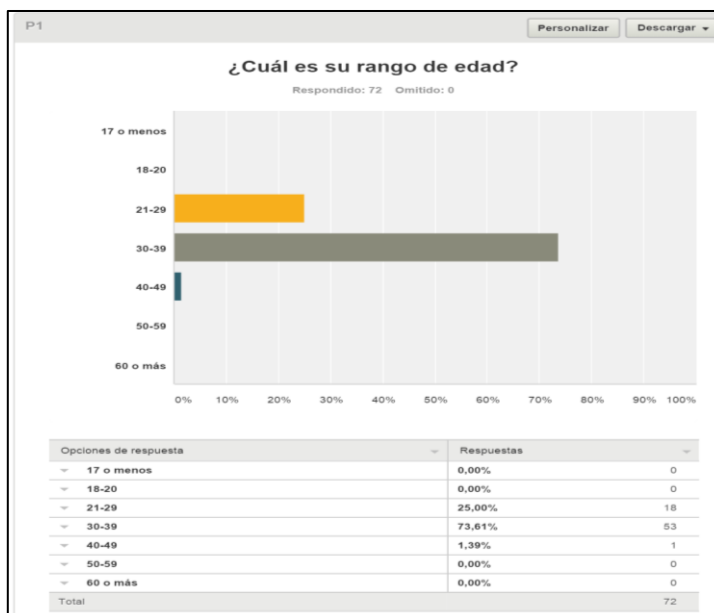 P1 Personalizar Descargar
¿Cuál es su rango de edad?
Respondido: 72 Omitido: 0
17 o menos
18-20
21-29
30-39
40-49
50-59
60 o más
0% 10% 20% 30% 40% 50% 60% 70% 80% 90% 100%
Opciones de respuesta Respuestas
17 o menos 0,00% 0
18-20 0,00% 0
21-29 25,00% 18
30-39 73,61% 53
40-49 1,39% 1
50-59 0,00% 0
60 o más 0,00% 0
Total 72